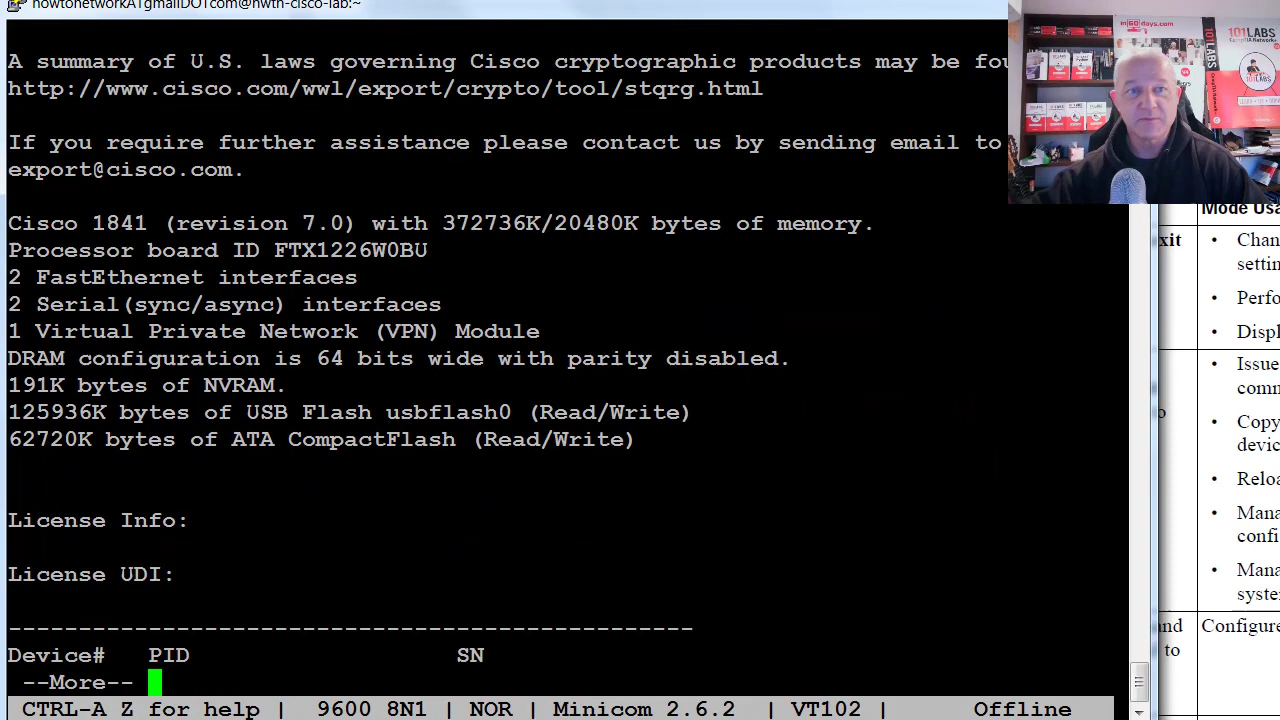 howtonetworkATgmailDOTcom@hwth-cisco-lab:~
A summary of U.S. laws governing Cisco cryptographic products may be fou
http://www.cisco.com/wwl/export/crypto/tool/stqrg.html
If you require further assistance please contact us by sending email to
export@cisco.com.
Cisco 1841 (revision 7.0) with 372736K/20480K bytes of memory.
Processor board ID FTX1226W0BU
2 FastEthernet interfaces
2 Serial(sync/async) interfaces
1 Virtual Private Network (VPN) Module
DRAM configuration is 64 bits wide with parity disabled.
191K bytes of NVRAM.
125936K bytes of USB Flash usbflash0 (Read/Write)
62720K bytes of ATA CompactFlash (Read/Write)
License Info:
License UDI:
-------------------------------------------------
Device# PID SN
--More--
CTRL-A Z for help | 9600 8N1 | NOR | Minicom 2.6.2 | VT102 | Offline
in60days.com
101LABS
101LABS
Mode Us
xit
• Chan
settin
• Perfo
• Displ
• Issue
comm
o
• Copy
devic
• Reloa
• Mana
confi
• Mana
syste
and
to
Configure